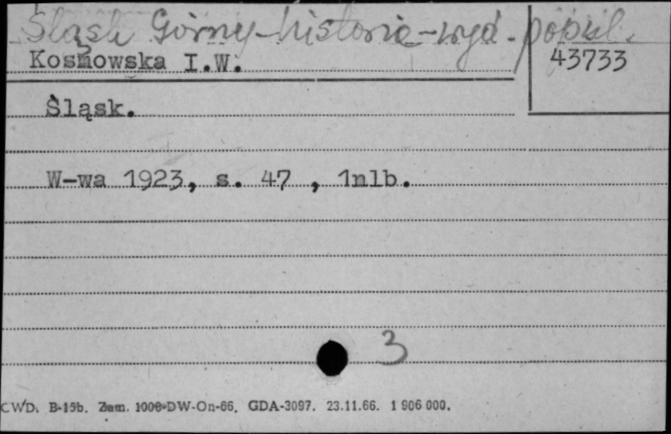 Śląsk Górny-historia-wyd. popul.
Kosmowska I.W.
43733
Śląsk.
W-wa 1923, s. 47 , 1nlb.
3
CWD. B-15b. Zam. 1008-DW-On-66. GDA-3097. 23.11.66. 1 906 000.